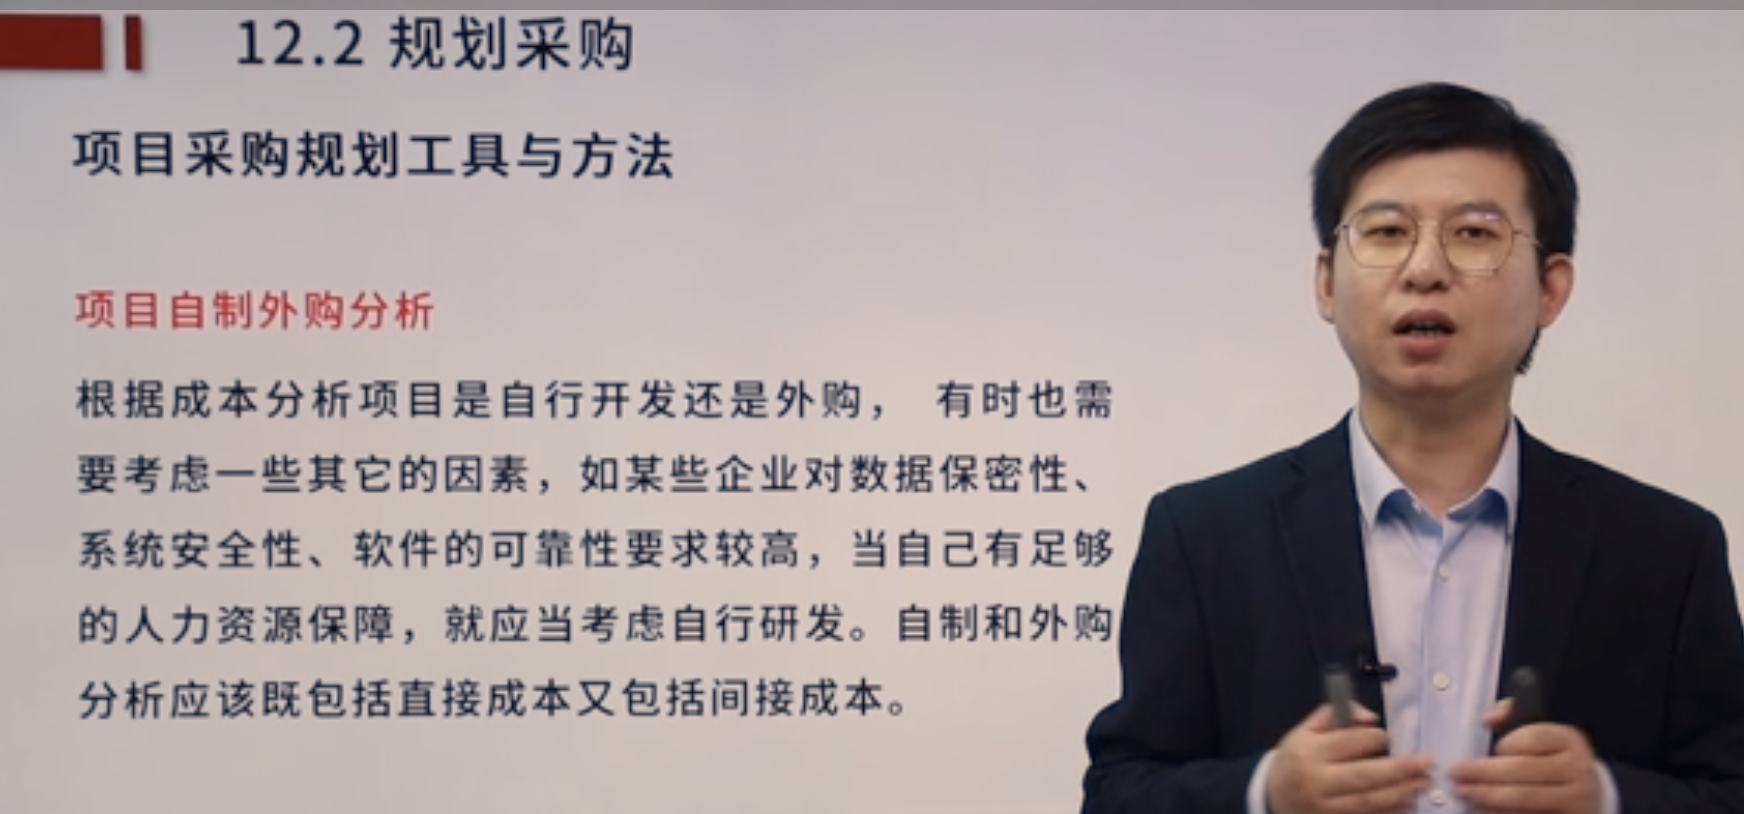 12.2 规划采购
项目采购规划工具与方法
项目自制外购分析
根据成本分析项目是自行开发还是外购， 有时也需
要考虑一些其它的因素，如某些企业对数据保密性、
系统安全性、软件的可靠性要求较高，当自己有足够
的人力资源保障，就应当考虑自行研发。自制和外购
分析应该既包括直接成本又包括间接成本。